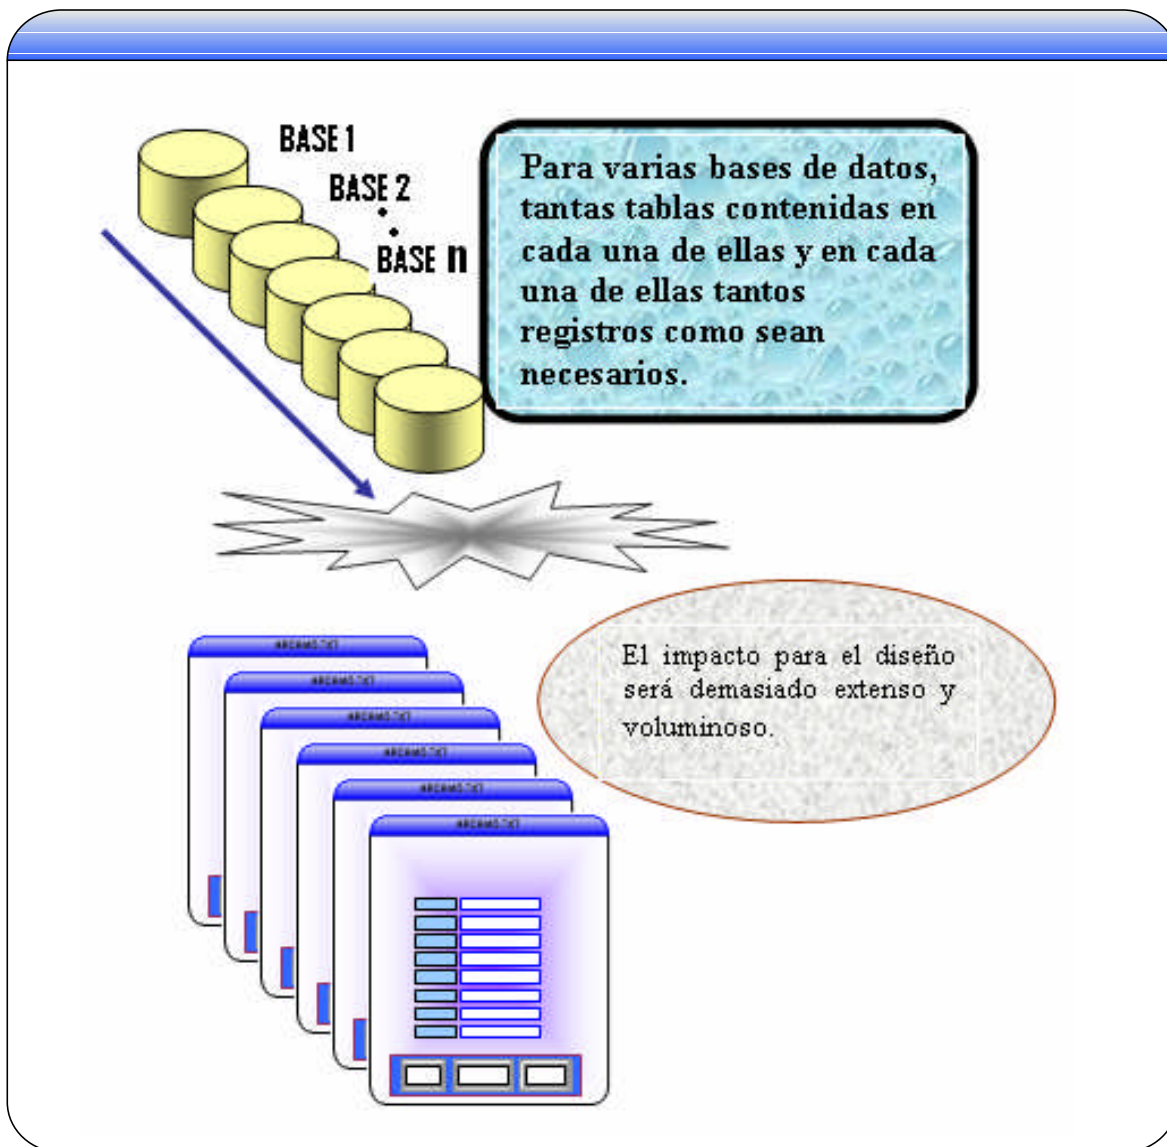 BASE 1
BASE 2
BASE n
Para varias bases de datos,
tantas tablas contenidas en
cada una de ellas y en cada
una de ellas tantos
registros como sean
necesarios.
El impacto para el diseño
será demasiado extenso y
voluminoso.